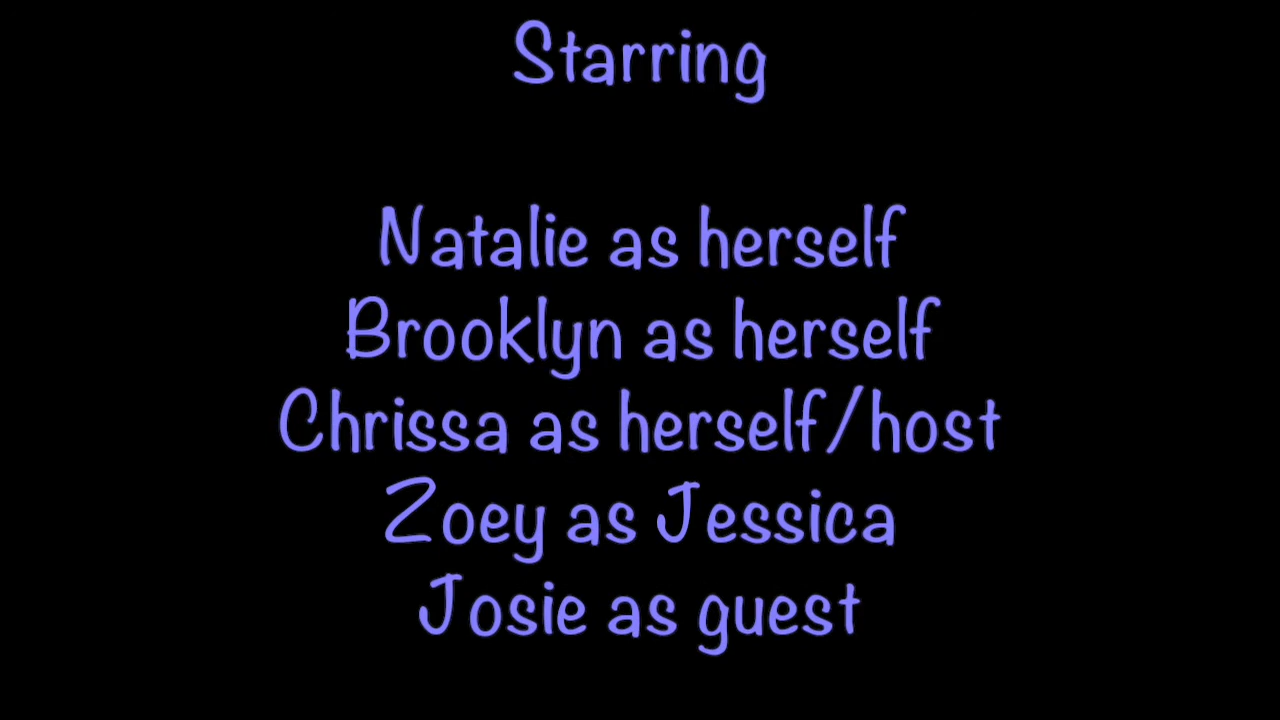 Starring
Natalie as herself
Brooklyn as herself
Chrissa as herself/host
Zoey as Jessica
Josie as guest